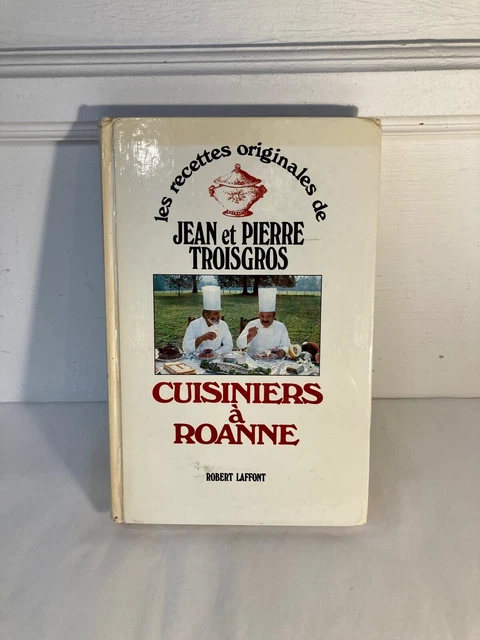 les recettes originales de
JEAN et PIERRE
TROISGROS
CUISINIERS
à
ROANNE
ROBERT LAFFONT